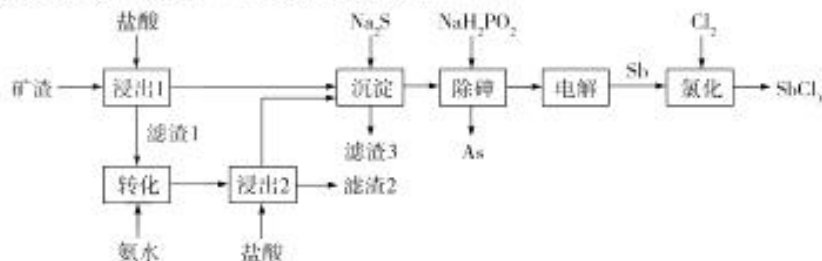 盐酸 Na₂S NaH₂PO₂ Cl₂
矿渣 浸出1 沉淀 除砷 电解 Sb 氯化 SbCl₃
滤渣1 滤渣3 As
转化 浸出2 滤渣2
氨水 盐酸